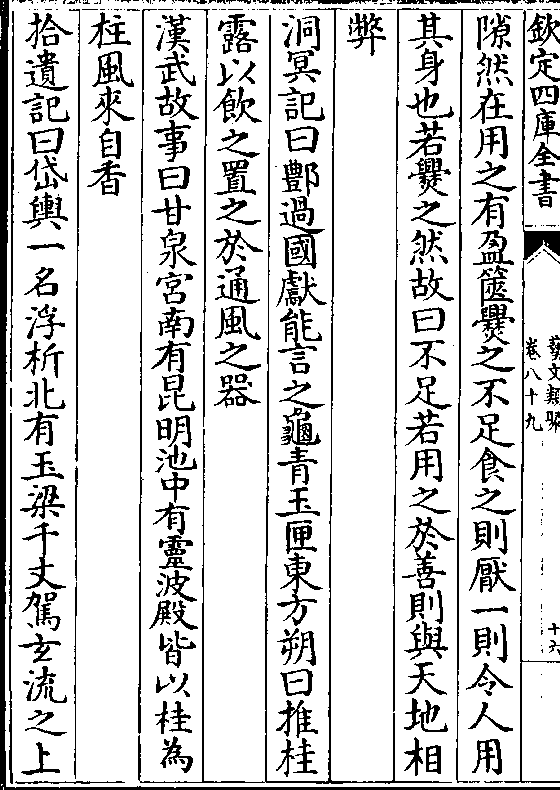 欽定四庫全書
藝文類聚
卷八十九
十六
隙然在用之有盈篋爨之不足食之則厭一則令人用
其身也若爨之然故曰不足若用之於善則與天地相
弊
洞冥記曰酆過國獻能言之龜青玉匣東方朔曰推桂
露以飲之置之於通風之器
漢武故事曰甘泉宮南有昆明池中有靈波殿皆以桂為
柱風來自香
拾遺記曰岱輿一名浮析北有玉梁千丈駕玄流之上